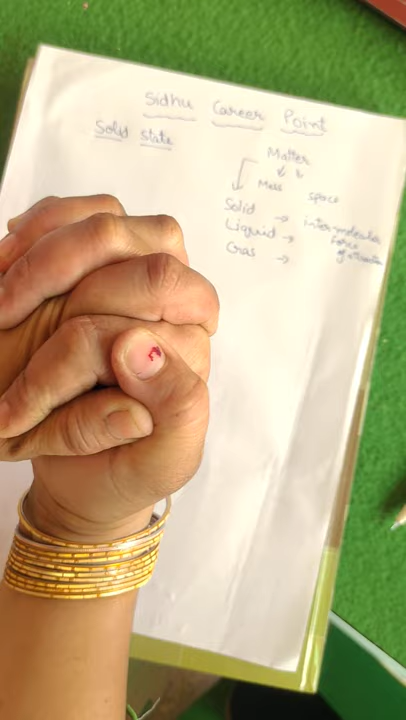 Sidhu Career Point
Solid state
Matter
Mass space
Solid → inter-molecular
Liquid → force
Gas → of attraction